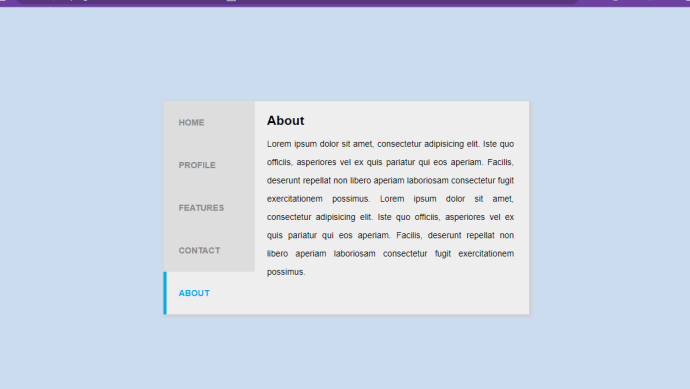 HOME
PROFILE
FEATURES
CONTACT
ABOUT
About
Lorem ipsum dolor sit amet, consectetur adipisicing elit. Iste quo
officiis, asperiores vel ex quis pariatur qui eos aperiam. Facilis,
deserunt repellat non libero aperiam laboriosam consectetur fugit
exercitationem possimus. Lorem ipsum dolor sit amet,
consectetur adipisicing elit. Iste quo officiis, asperiores vel ex
quis pariatur qui eos aperiam. Facilis, deserunt repellat non
libero aperiam laboriosam consectetur fugit exercitationem
possimus.